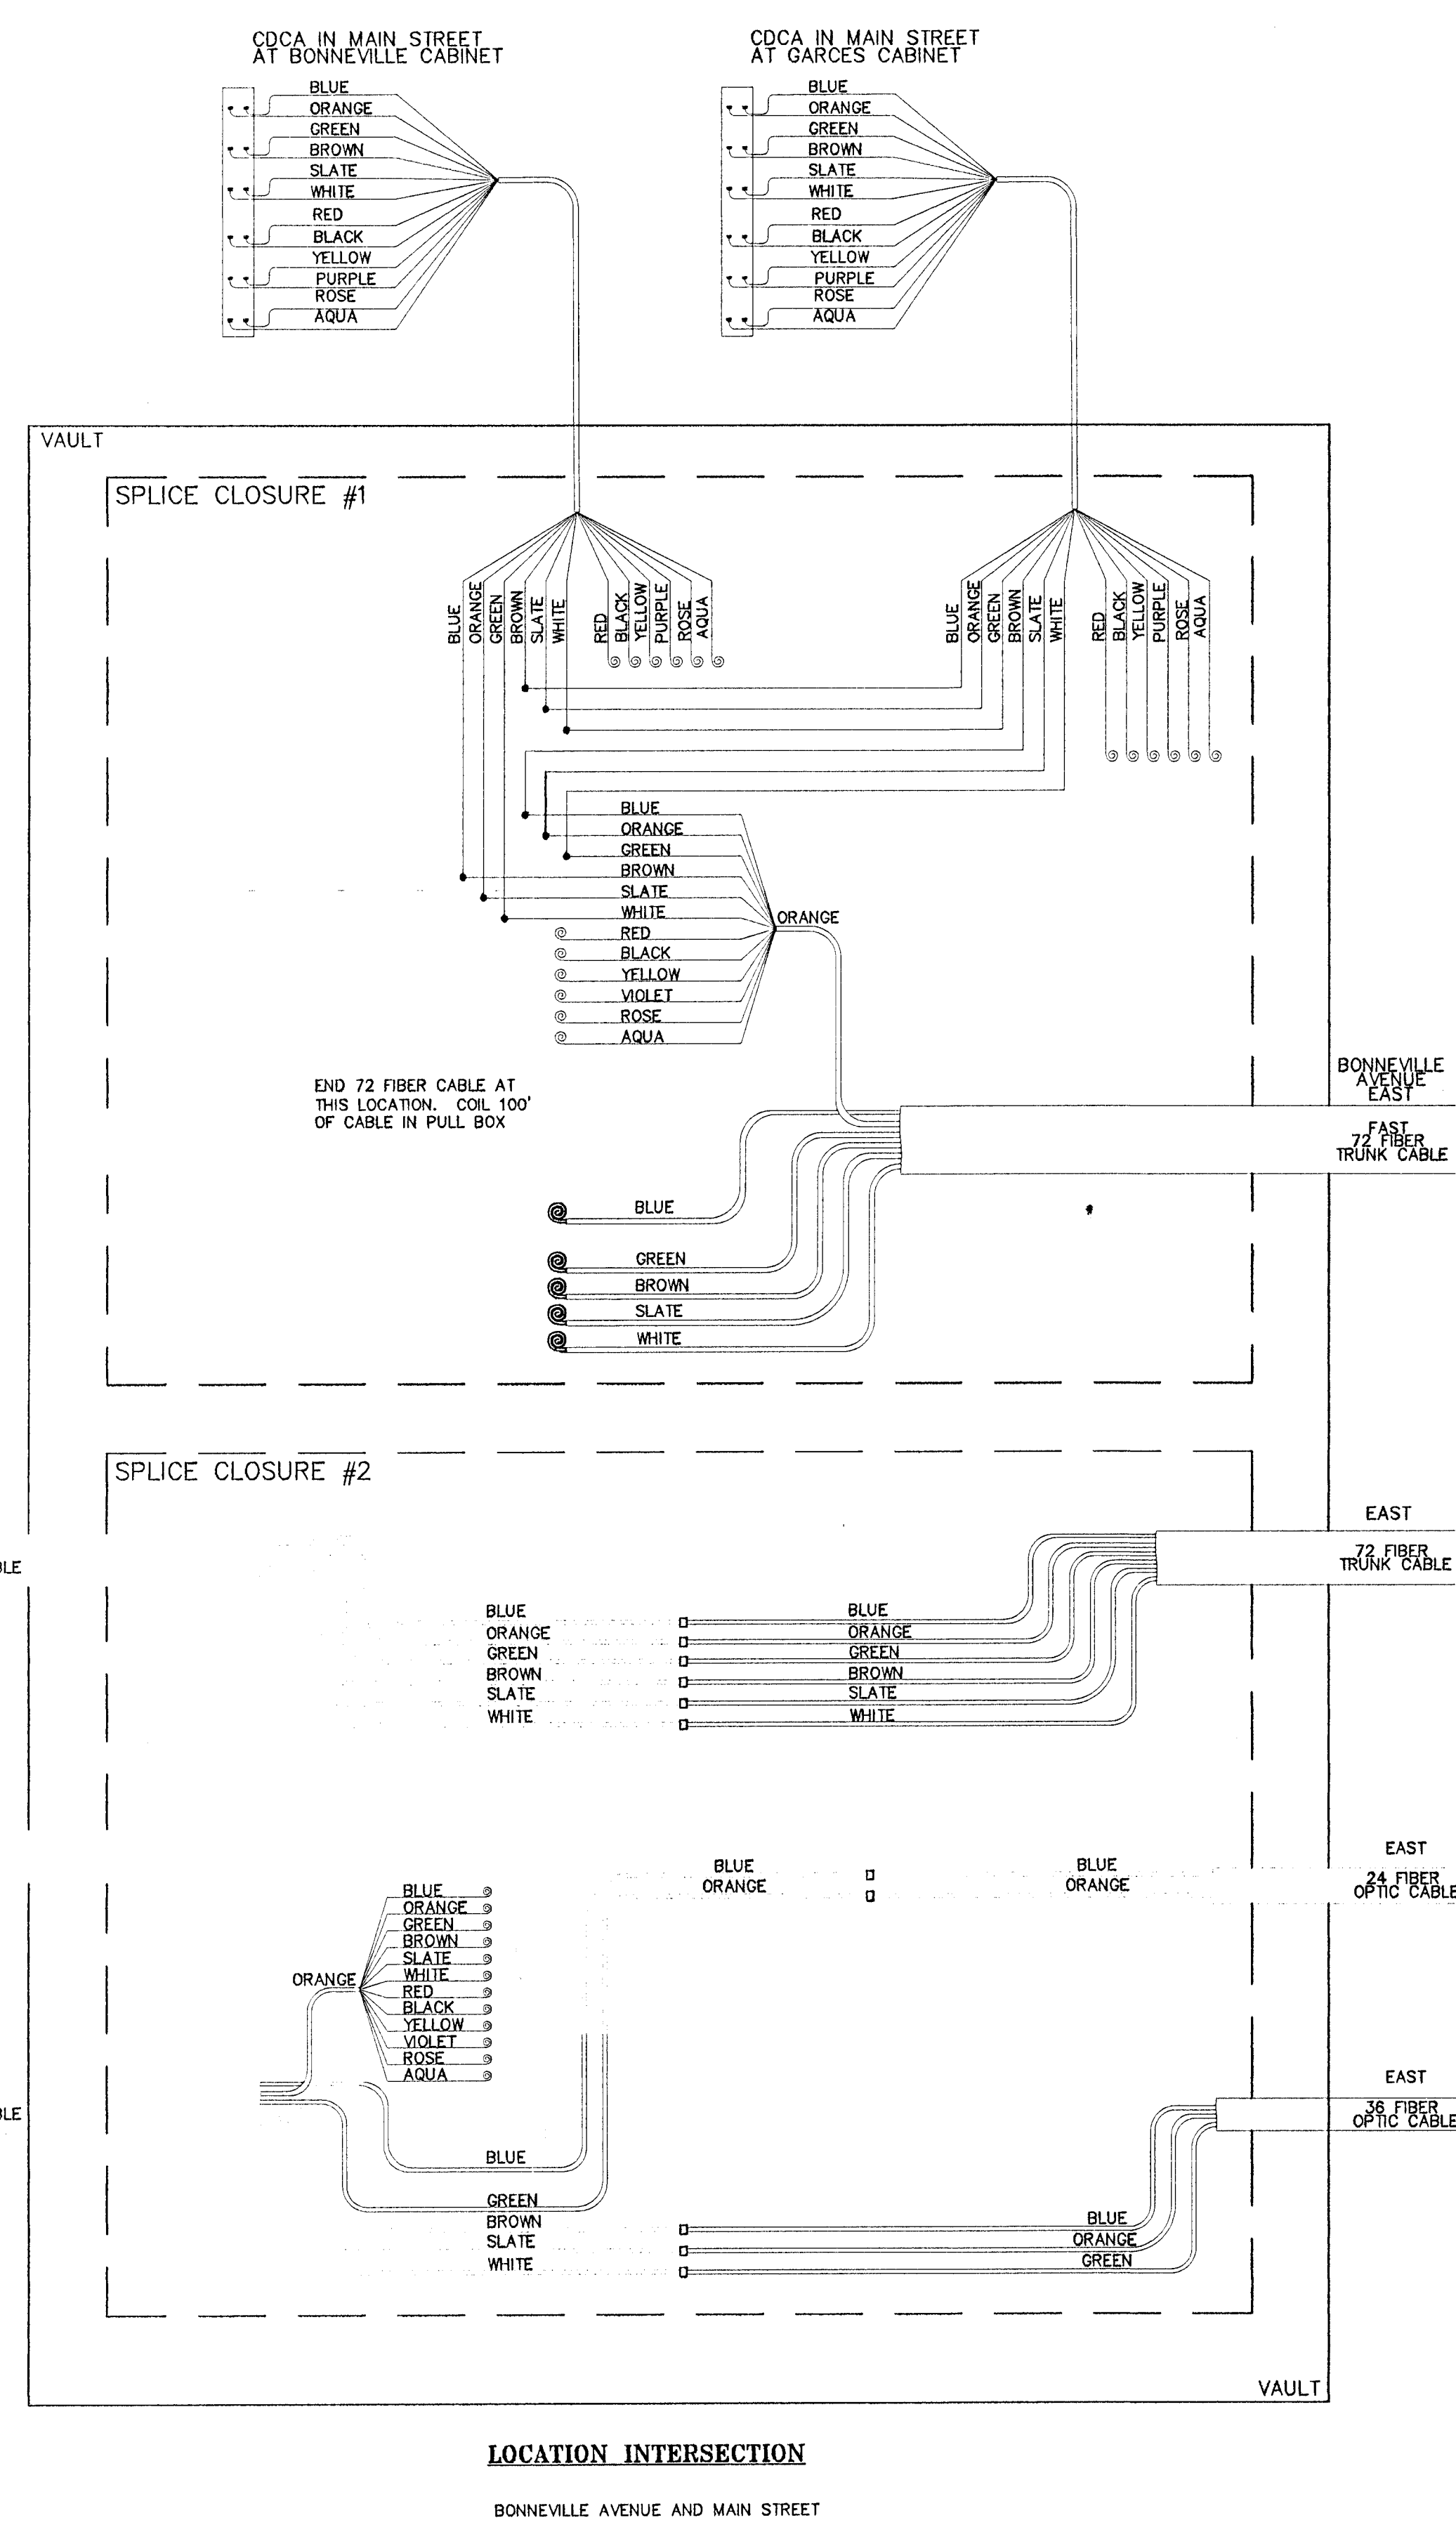 CDCA IN MAIN STREET
AT BONNEVILLE CABINET
BLUE
ORANGE
GREEN
BROWN
SLATE
WHITE
RED
BLACK
YELLOW
PURPLE
ROSE
AQUA
CDCA IN MAIN STREET
AT GARCES CABINET
BLUE
ORANGE
GREEN
BROWN
SLATE
WHITE
RED
BLACK
YELLOW
PURPLE
ROSE
AQUA
VAULT
SPLICE CLOSURE #1
BLUE
ORANGE
GREEN
BROWN
SLATE
WHITE
RED
BLACK
YELLOW
PURPLE
ROSE
AQUA
BLUE
ORANGE
GREEN
BROWN
SLATE
WHITE
RED
BLACK
YELLOW
PURPLE
ROSE
AQUA
BLUE
ORANGE
GREEN
BROWN
SLATE
WHITE
RED
BLACK
YELLOW
VIOLET
ROSE
AQUA
ORANGE
END 72 FIBER CABLE AT
THIS LOCATION. COIL 100'
OF CABLE IN PULL BOX
BONNEVILLE
AVENUE
EAST
FAST
72 FIBER
TRUNK CABLE
BLUE
GREEN
BROWN
SLATE
WHITE
SPLICE CLOSURE #2
EAST
72 FIBER
TRUNK CABLE
BLE
BLUE
ORANGE
GREEN
BROWN
SLATE
WHITE
BLUE
ORANGE
GREEN
BROWN
SLATE
WHITE
BLUE
ORANGE
BLUE
ORANGE
EAST
24 FIBER
OPTIC CABLE
ORANGE
BLUE
ORANGE
GREEN
BROWN
SLATE
WHITE
RED
BLACK
YELLOW
VIOLET
ROSE
AQUA
EAST
36 FIBER
OPTIC CABLE
BLE
BLUE
GREEN
BROWN
SLATE
WHITE
BLUE
ORANGE
GREEN
VAULT
LOCATION INTERSECTION
BONNEVILLE AVENUE AND MAIN STREET